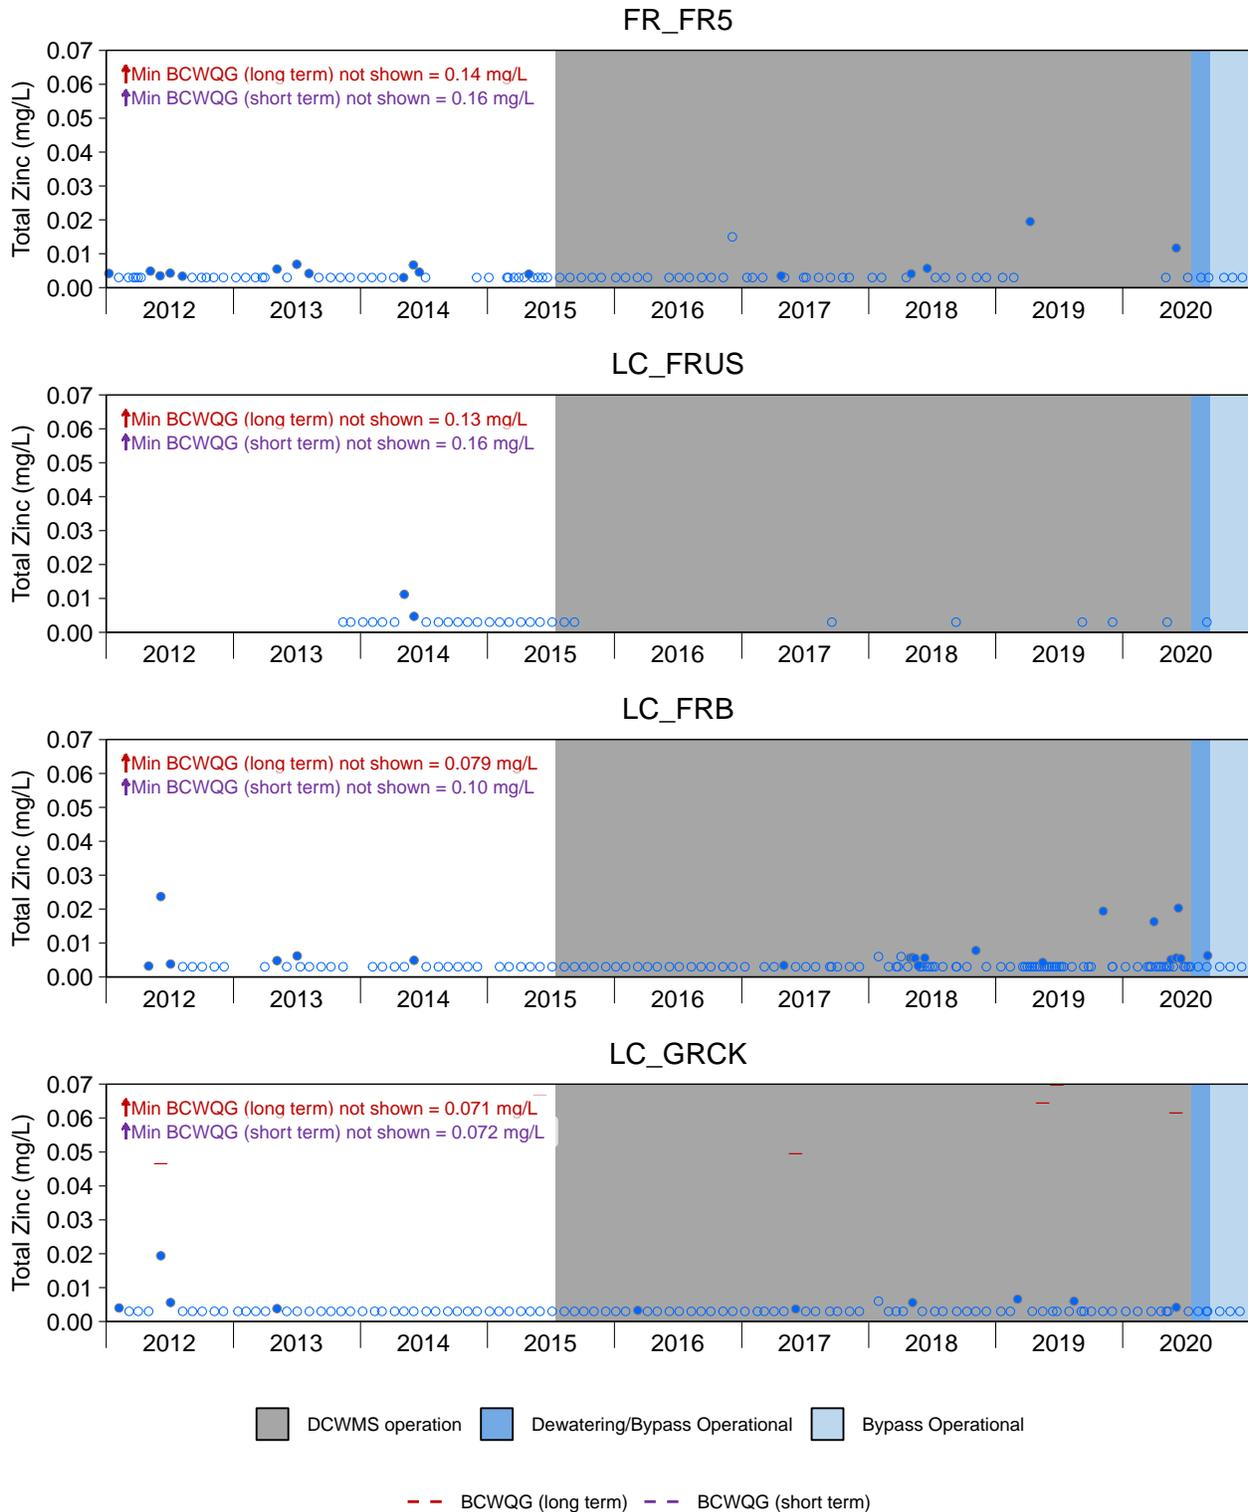 FR_FR5
Total Zinc (mg/L)
0.07
0.06
0.05
0.04
0.03
0.02
0.01
0.00
Min BCWQG (long term) not shown = 0.14 mg/L
Min BCWQG (short term) not shown = 0.16 mg/L
2012 2013 2014 2015 2016 2017 2018 2019 2020
LC_FRUS
Total Zinc (mg/L)
0.07
0.06
0.05
0.04
0.03
0.02
0.01
0.00
Min BCWQG (long term) not shown = 0.13 mg/L
Min BCWQG (short term) not shown = 0.16 mg/L
2012 2013 2014 2015 2016 2017 2018 2019 2020
LC_FRB
Total Zinc (mg/L)
0.07
0.06
0.05
0.04
0.03
0.02
0.01
0.00
Min BCWQG (long term) not shown = 0.079 mg/L
Min BCWQG (short term) not shown = 0.10 mg/L
2012 2013 2014 2015 2016 2017 2018 2019 2020
LC_GRCK
Total Zinc (mg/L)
0.07
0.06
0.05
0.04
0.03
0.02
0.01
0.00
Min BCWQG (long term) not shown = 0.071 mg/L
Min BCWQG (short term) not shown = 0.072 mg/L
2012 2013 2014 2015 2016 2017 2018 2019 2020
DCWMS operation Dewatering/Bypass Operational Bypass Operational
BCWQG (long term) BCWQG (short term)